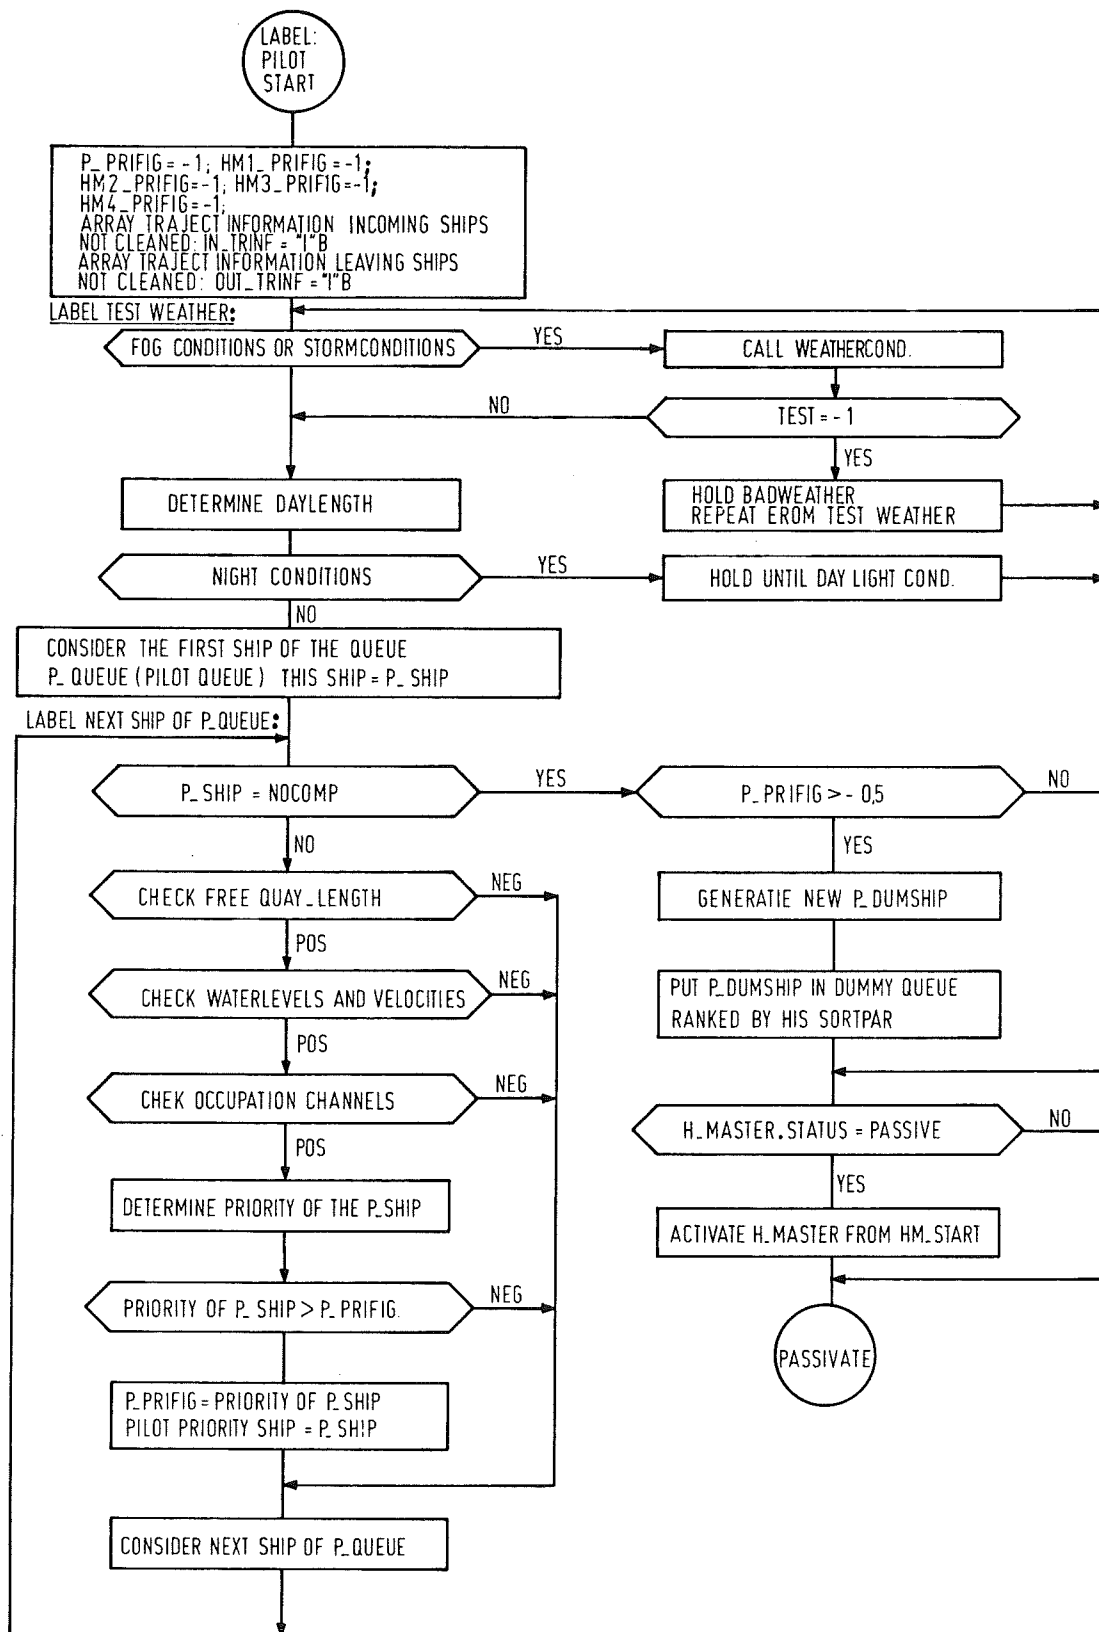 LABEL:
PILOT
START
P_PRIFIG = -1; HM1_PRIFIG = -1;
HM2_PRIFIG=-1; HM3_PRIFIG=-1;
HM4_PRIFIG=-1;
ARRAY TRAJECT INFORMATION INCOMING SHIPS
NOT CLEANED: IN_TRINF = "1"B
ARRAY TRAJECT INFORMATION LEAVING SHIPS
NOT CLEANED: OUT_TRINF = "1"B
LABEL TEST WEATHER:
FOG CONDITIONS OR STORMCONDITIONS
YES
CALL WEATHERCOND.
NO
TEST = - 1
YES
DETERMINE DAYLENGTH
HOLD BADWEATHER
REPEAT EROM TEST WEATHER
NIGHT CONDITIONS
YES
HOLD UNTIL DAY LIGHT COND.
NO
CONSIDER THE FIRST SHIP OF THE QUEUE
P_QUEUE (PILOT QUEUE) THIS SHIP = P_SHIP
LABEL NEXT SHIP OF P_QUEUE:
P_SHIP = NOCOMP
YES
P_PRIFIG > - 0,5
NO
NO
YES
CHECK FREE QUAY_LENGTH
NEG
GENERATIE NEW P_DUMSHIP
POS
CHECK WATERLEVELS AND VELOCITIES
NEG
PUT P_DUMSHIP IN DUMMY QUEUE
RANKED BY HIS SORTPAR
POS
CHEK OCCUPATION CHANNELS
NEG
H_MASTER.STATUS = PASSIVE
NO
POS
YES
DETERMINE PRIORITY OF THE P_SHIP
ACTIVATE H_MASTER FROM HM_START
PRIORITY OF P_SHIP > P_PRIFIG.
NEG
PASSIVATE
P_PRIFIG = PRIORITY OF P_SHIP
PILOT PRIORITY SHIP = P_SHIP
CONSIDER NEXT SHIP OF P_QUEUE